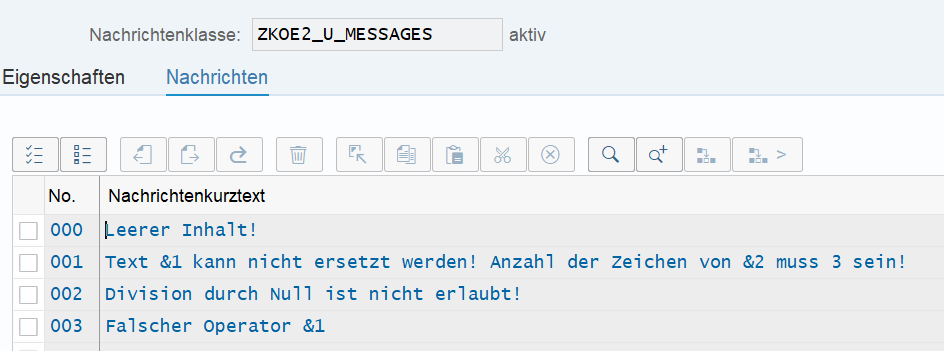 Nachrichtenklasse: ZKOE2_U_MESSAGES aktiv
Eigenschaften Nachrichten
No. Nachrichtenkurztext
000 Leerer Inhalt!
001 Text &1 kann nicht ersetzt werden! Anzahl der Zeichen von &2 muss 3 sein!
002 Division durch Null ist nicht erlaubt!
003 Falscher Operator &1